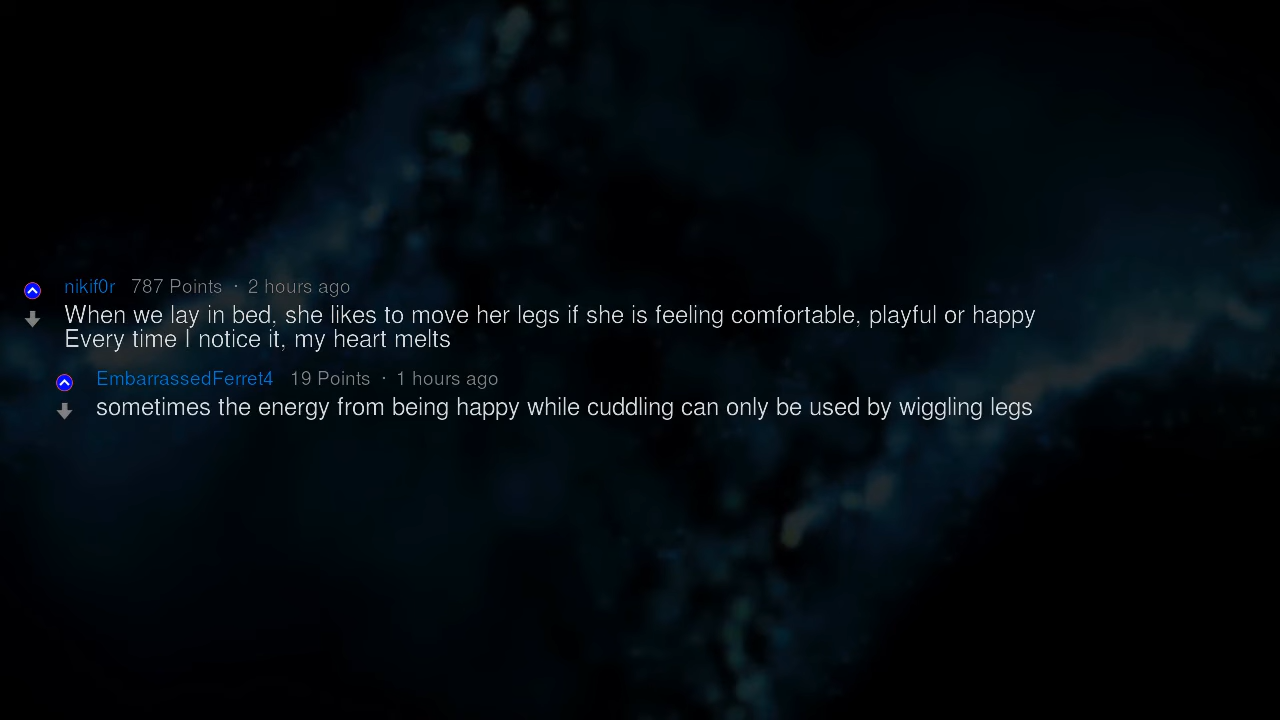 nikif0r 787 Points · 2 hours ago
When we lay in bed, she likes to move her legs if she is feeling comfortable, playful or happy
Every time I notice it, my heart melts
EmbarrassedFerret4 19 Points · 1 hours ago
sometimes the energy from being happy while cuddling can only be used by wiggling legs